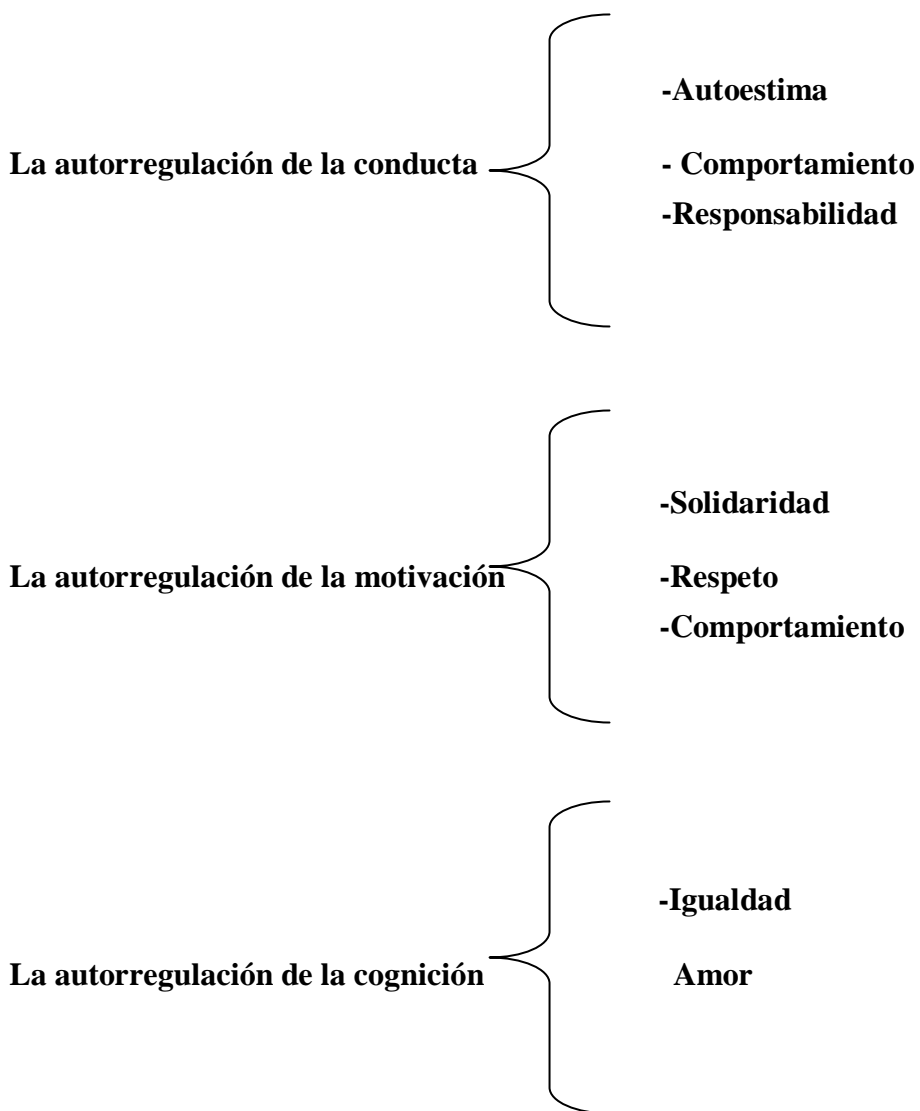 -Autoestima
La autorregulación de la conducta
- Comportamiento
-Responsabilidad
-Solidaridad
La autorregulación de la motivación
-Respeto
-Comportamiento
-Igualdad
La autorregulación de la cognición
Amor